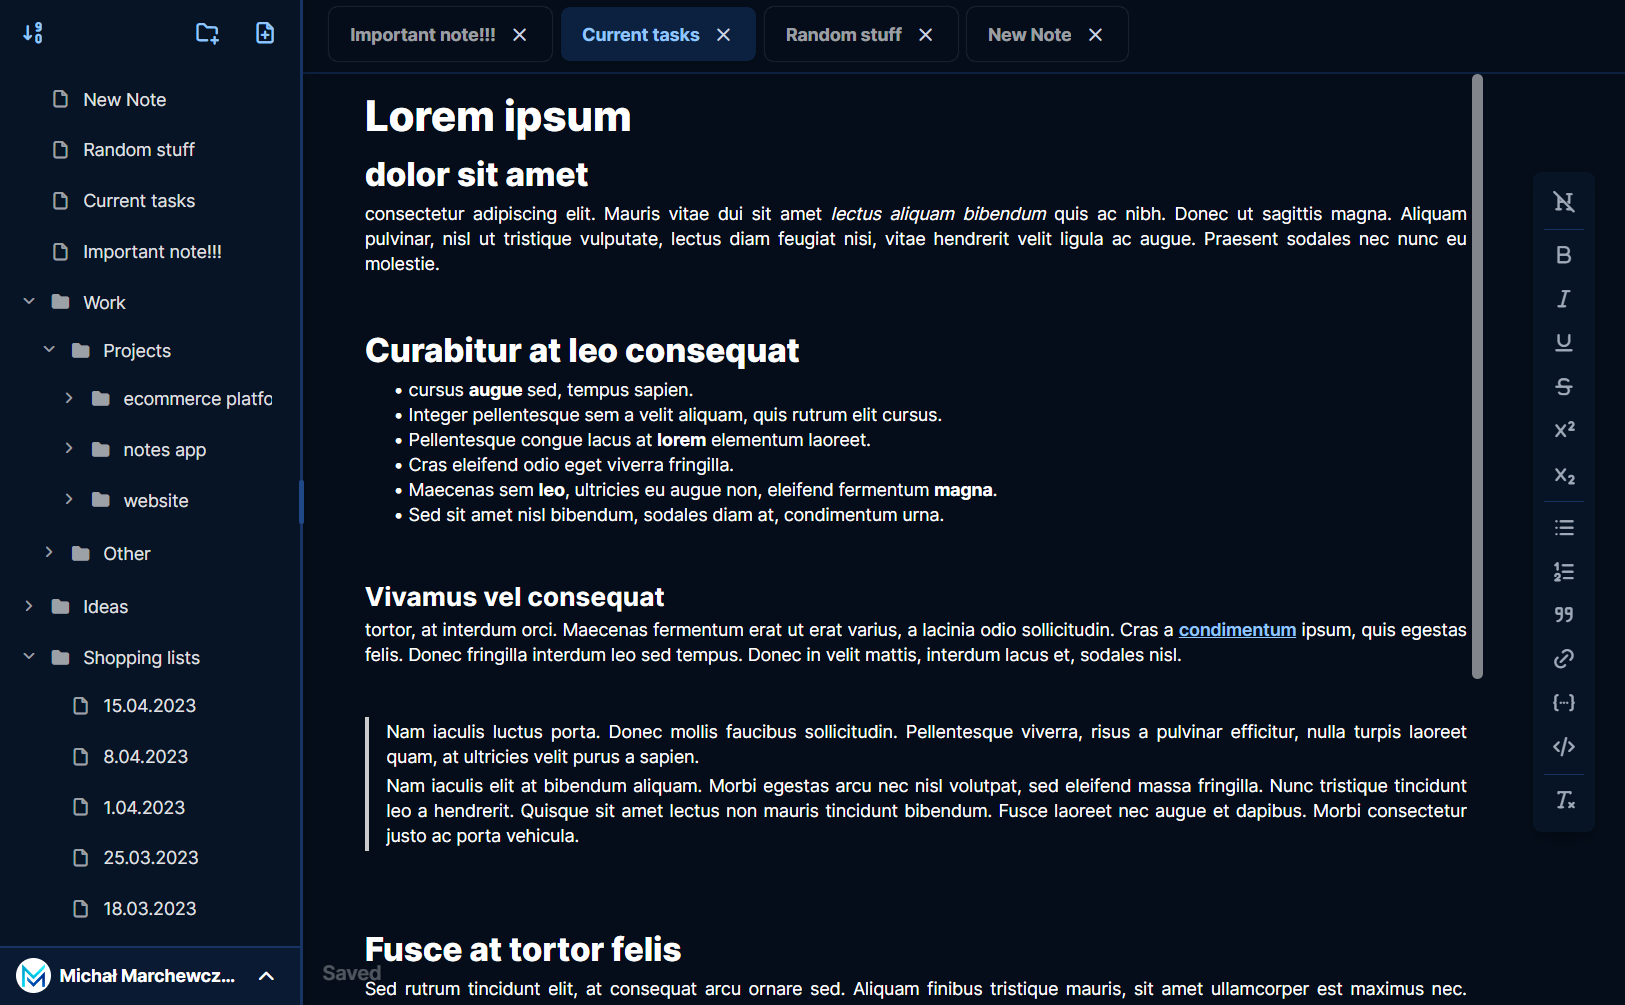 New Note
Random stuff
Current tasks
Important note!!!
Work
Projects
ecommerce platfo
notes app
website
Other
Ideas
Shopping lists
15.04.2023
8.04.2023
1.04.2023
25.03.2023
18.03.2023
Michał Marchewcz...
Important note!!!
Current tasks
Random stuff
New Note
Lorem ipsum
dolor sit amet
consectetur adipiscing elit. Mauris vitae dui sit amet lectus aliquam bibendum quis ac nibh. Donec ut sagittis magna. Aliquam
pulvinar, nisl ut tristique vulputate, lectus diam feugiat nisi, vitae hendrerit velit ligula ac augue. Praesent sodales nec nunc eu
molestie.
Curabitur at leo consequat
• cursus augue sed, tempus sapien.
• Integer pellentesque sem a velit aliquam, quis rutrum elit cursus.
• Pellentesque congue lacus at lorem elementum laoreet.
• Cras eleifend odio eget viverra fringilla.
• Maecenas sem leo, ultricies eu augue non, eleifend fermentum magna.
• Sed sit amet nisl bibendum, sodales diam at, condimentum urna.
Vivamus vel consequat
tortor, at interdum orci. Maecenas fermentum erat ut erat varius, a lacinia odio sollicitudin. Cras a condimentum ipsum, quis egestas
felis. Donec fringilla interdum leo sed tempus. Donec in velit mattis, interdum lacus et, sodales nisl.
Nam iaculis luctus porta. Donec mollis faucibus sollicitudin. Pellentesque viverra, risus a pulvinar efficitur, nulla turpis laoreet
quam, at ultricies velit purus a sapien.
Nam iaculis elit at bibendum aliquam. Morbi egestas arcu nec nisl volutpat, sed eleifend massa fringilla. Nunc tristique tincidunt
leo a hendrerit. Quisque sit amet lectus non mauris tincidunt bibendum. Fusce laoreet nec augue et dapibus. Morbi consectetur
justo ac porta vehicula.
Fusce at tortor felis
Saved
Sed rutrum tincidunt elit, at consequat arcu ornare sed. Aliquam finibus tristique mauris, sit amet ullamcorper est maximus nec.